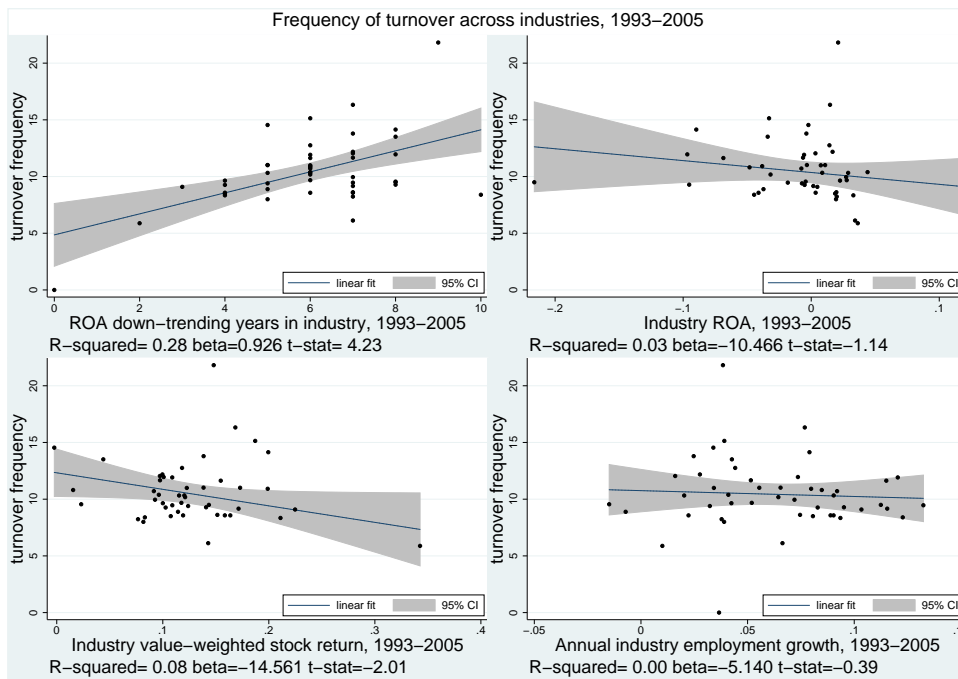 Frequency of turnover across industries, 1993−2005
turnover frequency
0 5 10 15 20
0 2 4 6 8 10
linear fit 95% CI
ROA down−trending years in industry, 1993−2005
R−squared= 0.28 beta=0.926 t−stat= 4.23
turnover frequency
0 5 10 15 20
−.2 −.1 0 .1
linear fit 95% CI
Industry ROA, 1993−2005
R−squared= 0.03 beta=−10.466 t−stat=−1.14
turnover frequency
0 5 10 15 20
0 .1 .2 .3 .4
linear fit 95% CI
Industry value−weighted stock return, 1993−2005
R−squared= 0.08 beta=−14.561 t−stat=−2.01
turnover frequency
0 5 10 15 20
−.05 0 .05 .1 .15
linear fit 95% CI
Annual industry employment growth, 1993−2005
R−squared= 0.00 beta=−5.140 t−stat=−0.39